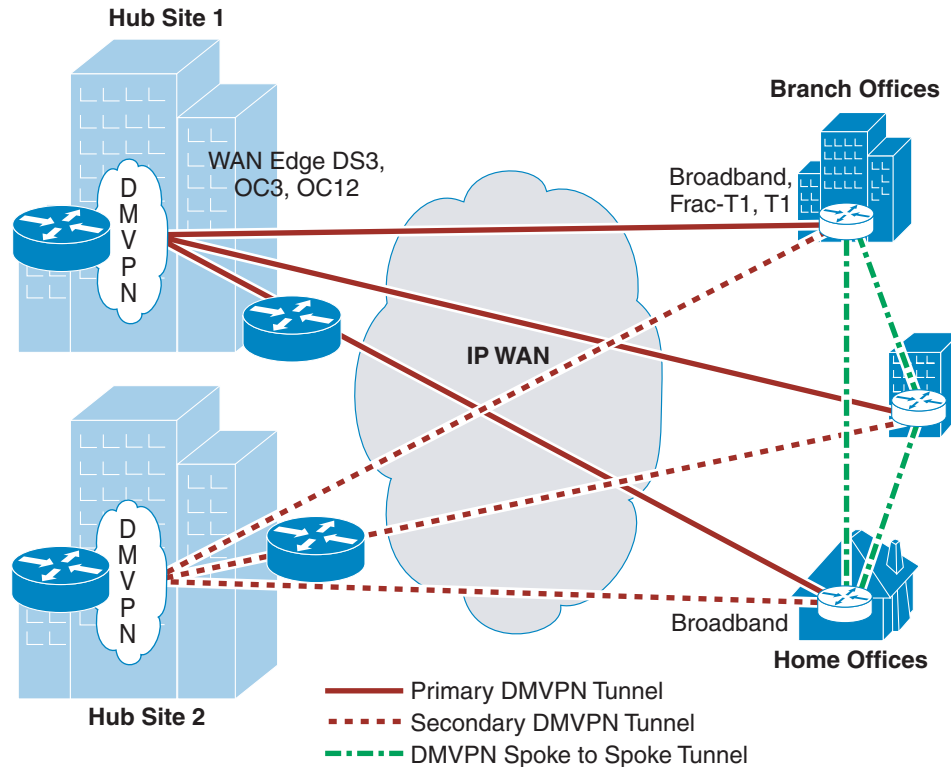 Hub Site 1
Branch Offices
WAN Edge DS3,
OC3, OC12
Broadband,
Frac-T1, T1
D
M
V
P
N
IP WAN
D
M
V
P
N
Broadband
Home Offices
Hub Site 2
Primary DMVPN Tunnel
Secondary DMVPN Tunnel
DMVPN Spoke to Spoke Tunnel